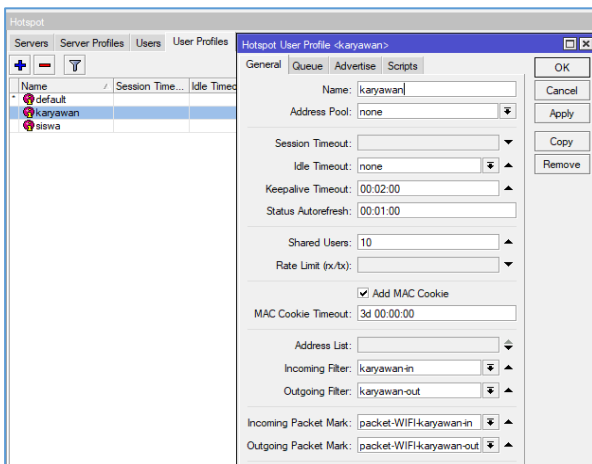 Hotspot
Servers Server Profiles Users User Profiles
Name Session Time... Idle Timeo
* default
karyawan
siswa
Hotspot User Profile <karyawan>
General Queue Advertise Scripts
Name: karyawan
Address Pool: none
Session Timeout:
Idle Timeout: none
Keepalive Timeout: 00:02:00
Status Autorefresh: 00:01:00
Shared Users: 10
Rate Limit (rx/tx):
Add MAC Cookie
MAC Cookie Timeout: 3d 00:00:00
Address List:
Incoming Filter: karyawan-in
Outgoing Filter: karyawan-out
Incoming Packet Mark: packet-WIFI-karyawan-in
Outgoing Packet Mark: packet-WIFI-karyawan-out
OK
Cancel
Apply
Copy
Remove